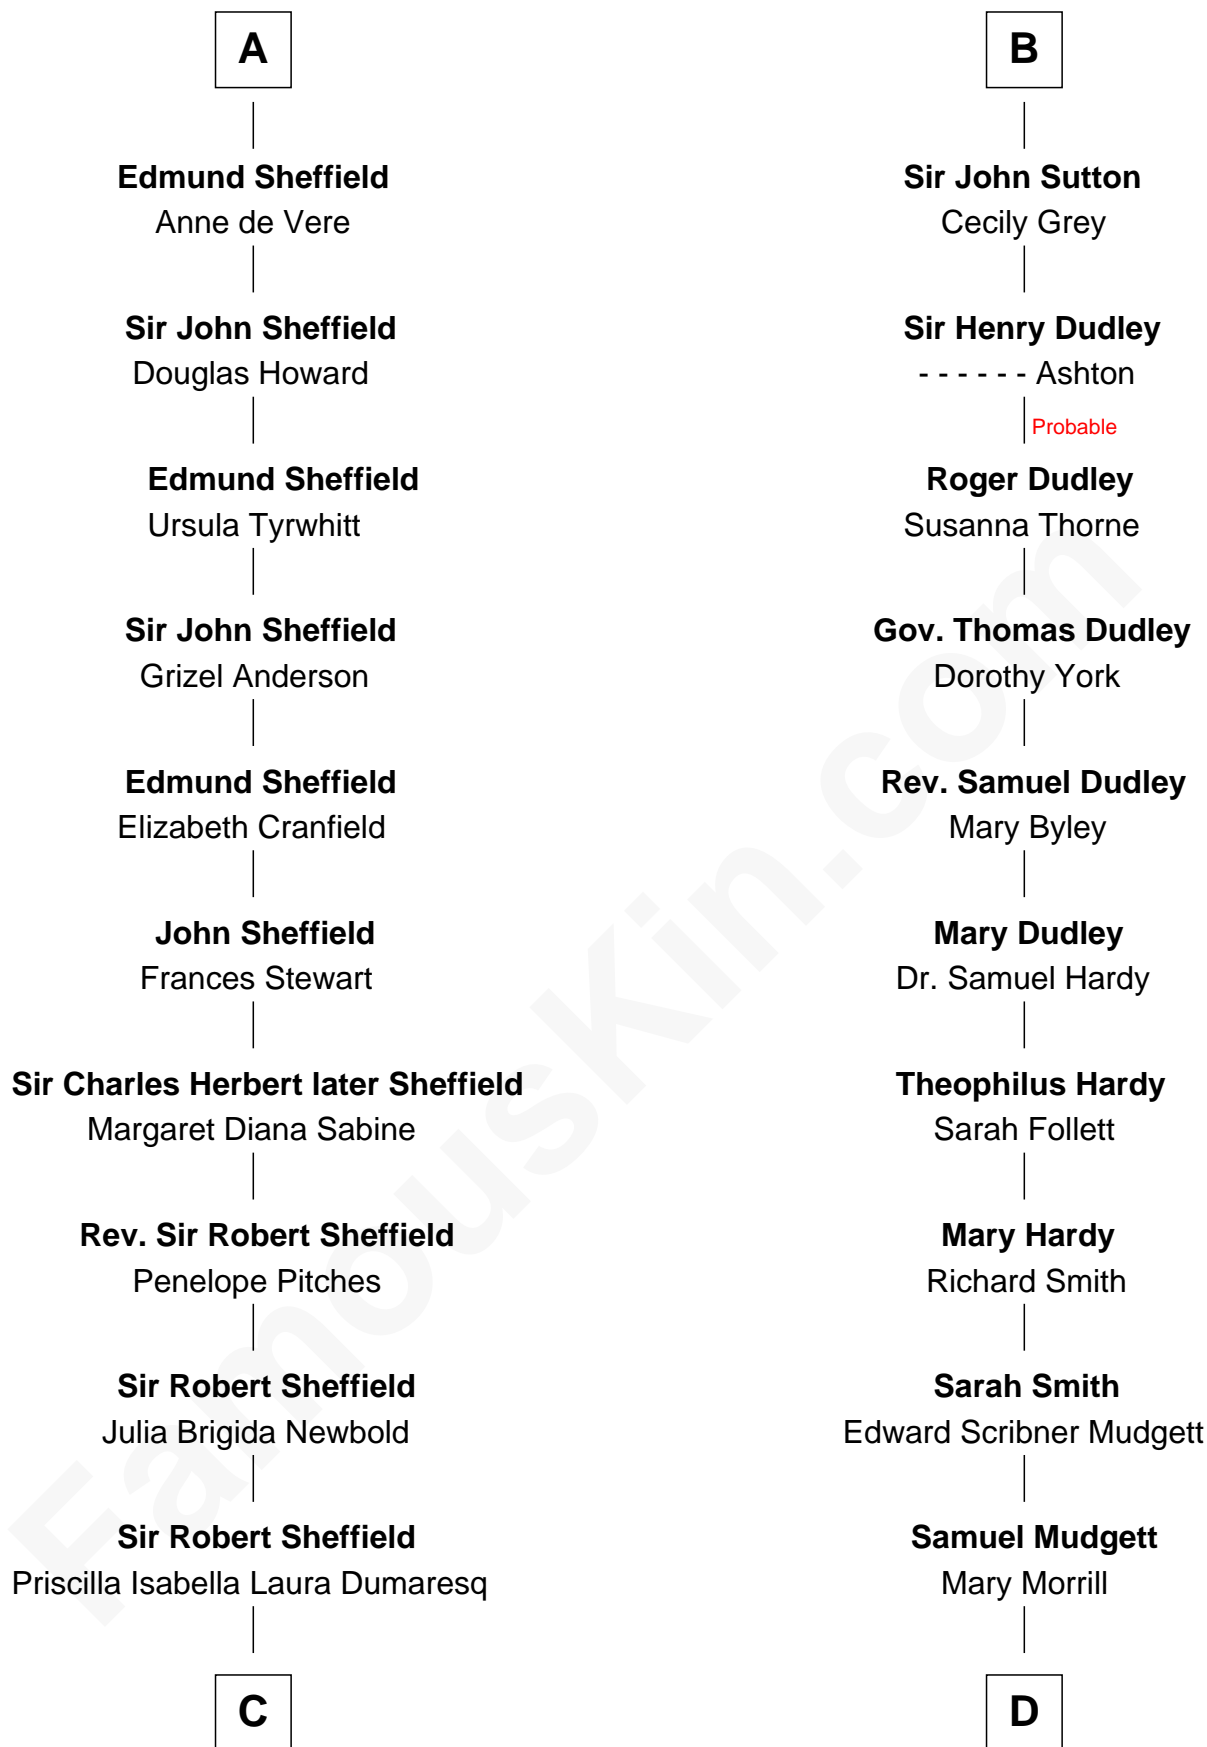 A
Edmund Sheffield
Anne de Vere
Sir John Sheffield
Douglas Howard
Edmund Sheffield
Ursula Tyrwhitt
Sir John Sheffield
Grizel Anderson
Edmund Sheffield
Elizabeth Cranfield
John Sheffield
Frances Stewart
Sir Charles Herbert later Sheffield
Margaret Diana Sabine
Rev. Sir Robert Sheffield
Penelope Pitches
Sir Robert Sheffield
Julia Brigida Newbold
Sir Robert Sheffield
Priscilla Isabella Laura Dumaresq
C
B
Sir John Sutton
Cecily Grey
Sir Henry Dudley
- - - - - - Ashton
Probable
Roger Dudley
Susanna Thorne
Gov. Thomas Dudley
Dorothy York
Rev. Samuel Dudley
Mary Byley
Mary Dudley
Dr. Samuel Hardy
Theophilus Hardy
Sarah Follett
Mary Hardy
Richard Smith
Sarah Smith
Edward Scribner Mudgett
Samuel Mudgett
Mary Morrill
D
FamousKin.com